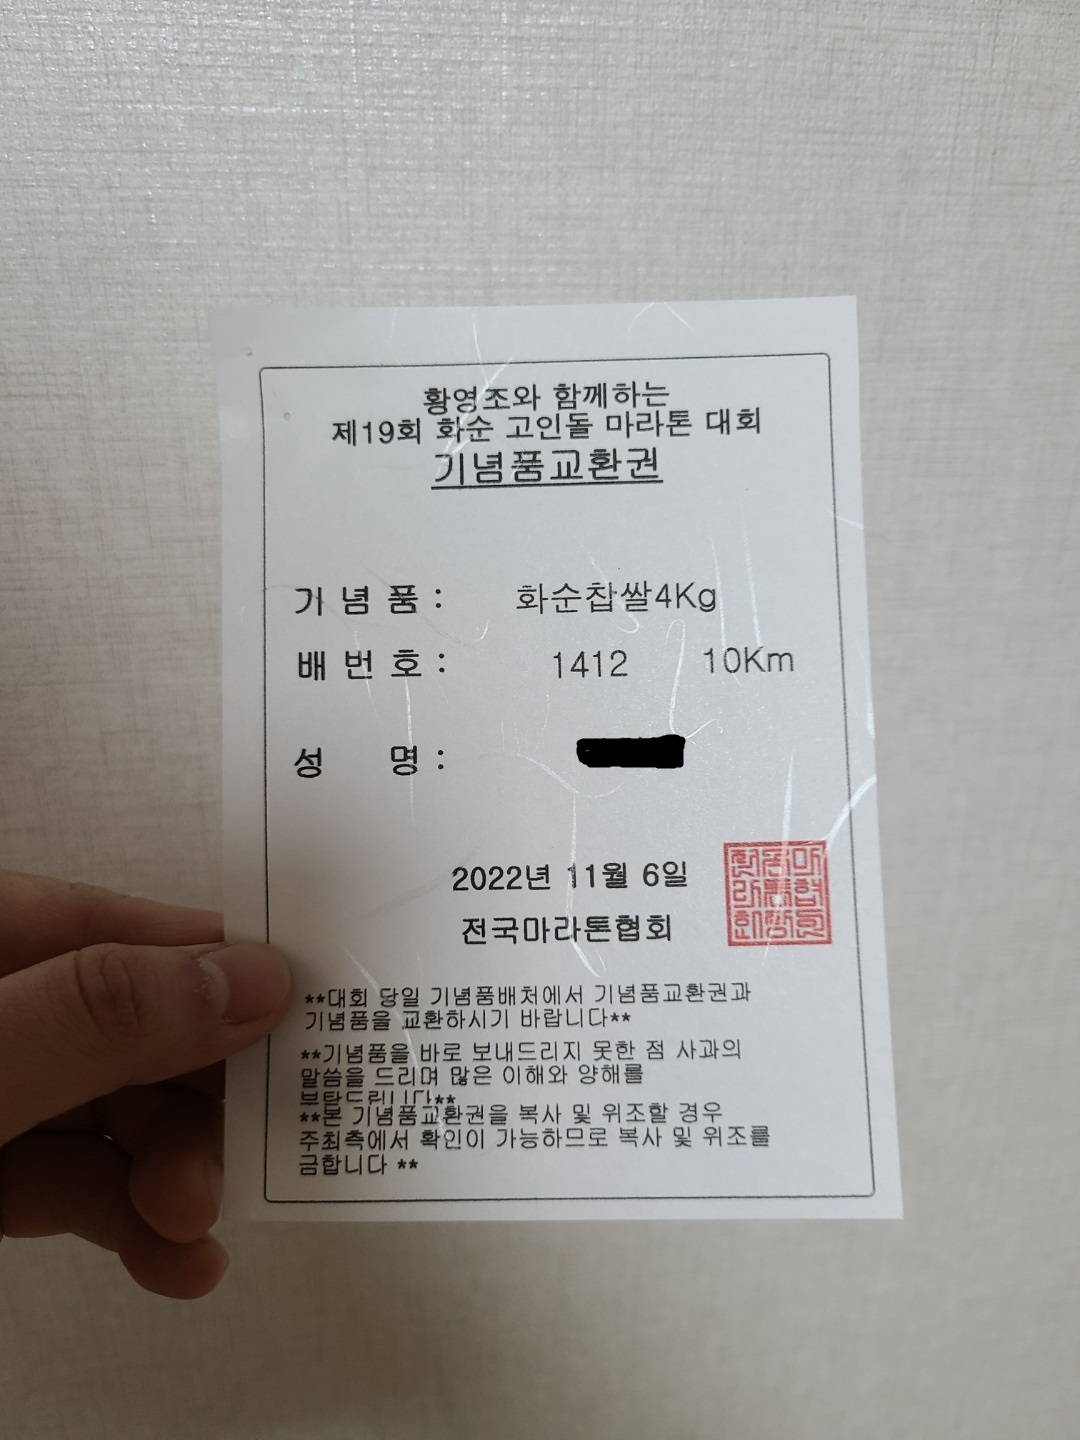 황영조와 함께하는
제19회 화순 고인돌 마라톤 대회
기념품교환권
기 념 품 : 화순찹쌀4Kg
배 번 호 : 1412 10Km
성 명 :
2022년 11월 6일
전국마라톤협회
**대회 당일 기념품배처에서 기념품교환권과
기념품을 교환하시기 바랍니다**
**기념품을 바로 보내드리지 못한 점 사과의
말씀을 드리며 많은 이해와 양해를
부탁드립니다**
**본 기념품교환권을 복사 및 위조할 경우
주최측에서 확인이 가능하므로 복사 및 위조를
금합니다 **